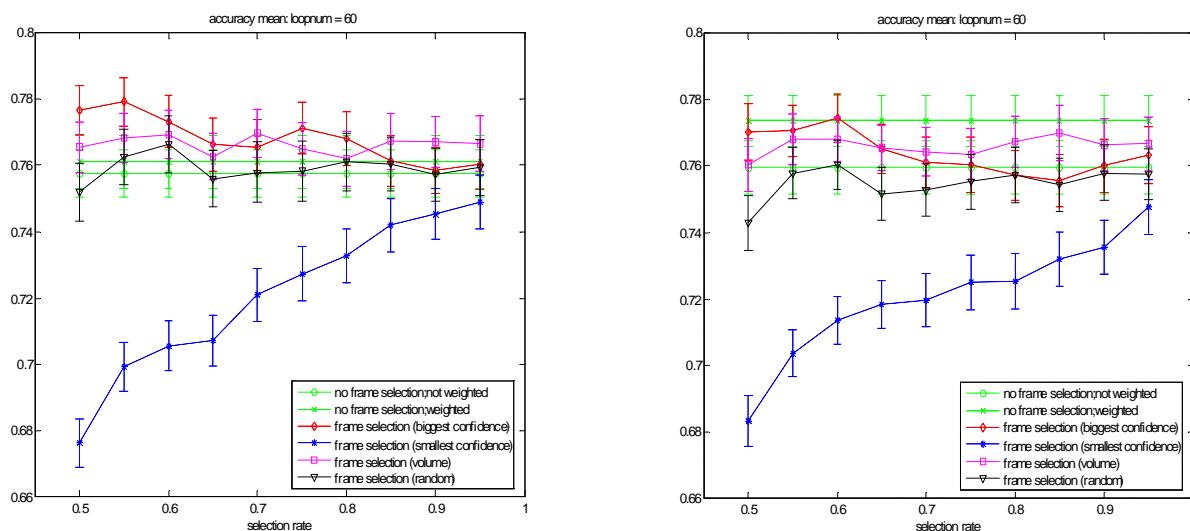 accuracy mean: loopnum = 60
0.8
0.78
0.76
0.74
0.72
0.7
0.68
0.66
0.5
0.6
0.7
0.8
0.9
1
selection rate
no frame selection;not weighted
no frame selection;weighted
frame selection (biggest confidence)
frame selection (smallest confidence)
frame selection (volume)
frame selection (random)
accuracy mean: loopnum = 60
0.8
0.78
0.76
0.74
0.72
0.7
0.68
0.66
0.5
0.6
0.7
0.8
0.9
selection rate
no frame selection;not weighted
no frame selection;weighted
frame selection (biggest confidence)
frame selection (smallest confidence)
frame selection (volume)
frame selection (random)